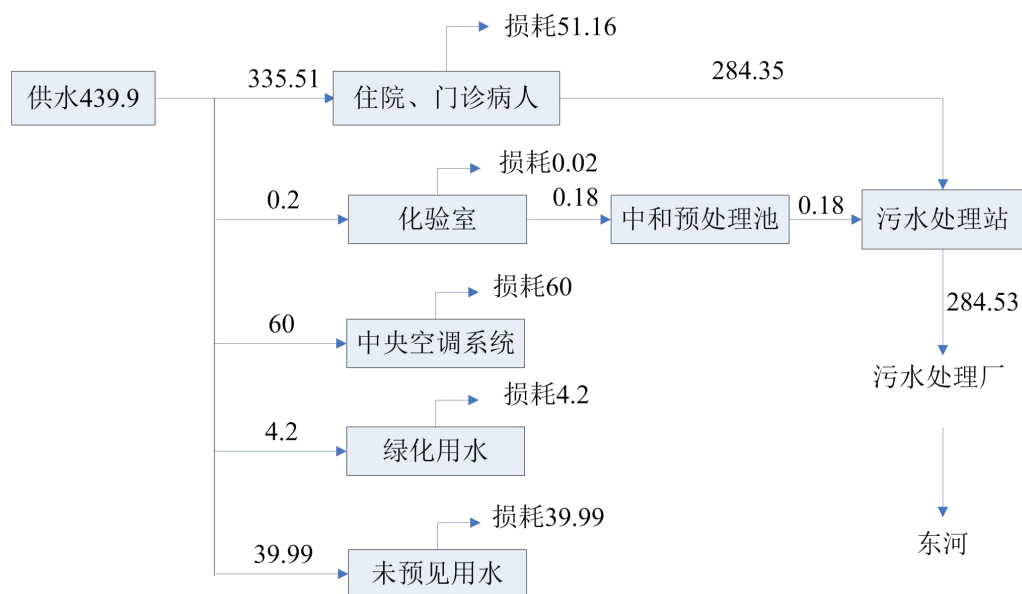 损耗51.16
供水439.9
335.51
住院、门诊病人
284.35
损耗0.02
0.2
化验室
0.18
中和预处理池
0.18
污水处理站
损耗60
60
中央空调系统
284.53
污水处理厂
损耗4.2
4.2
绿化用水
损耗39.99
39.99
未预见用水
东河